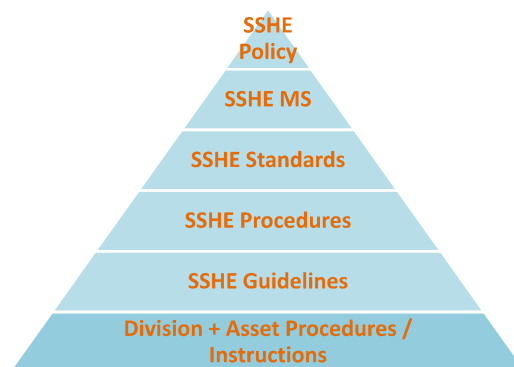 SSHE
Policy
SSHE MS
SSHE Standards
SSHE Procedures
SSHE Guidelines
Division + Asset Procedures /
Instructions